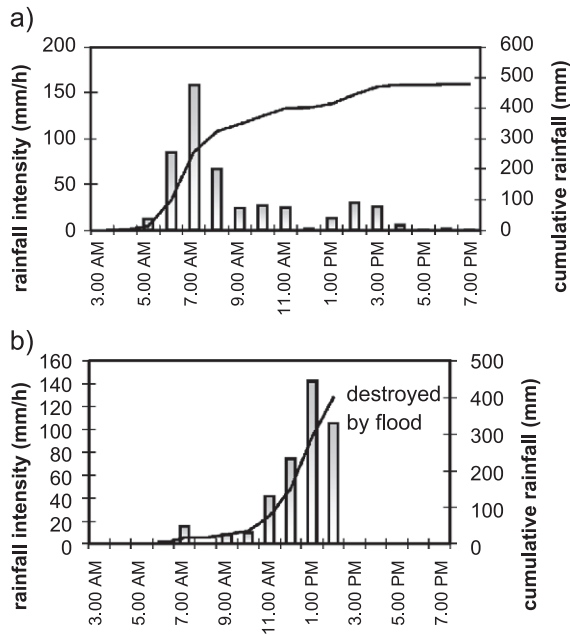 a)
rainfall intensity (mm/h)
200
150
100
50
0
600
500
400
300
200
100
0
cumulative rainfall (mm)
3.00 AM
5.00 AM
7.00 AM
9.00 AM
11.00 AM
1.00 PM
3.00 PM
5.00 PM
7.00 PM
b)
rainfall intensity (mm/h)
160
140
120
100
80
60
40
20
0
destroyed
by flood
500
400
300
200
100
0
cumulative rainfall (mm)
3.00 AM
5.00 AM
7.00 AM
9.00 AM
11.00 AM
1.00 PM
3.00 PM
5.00 PM
7.00 PM